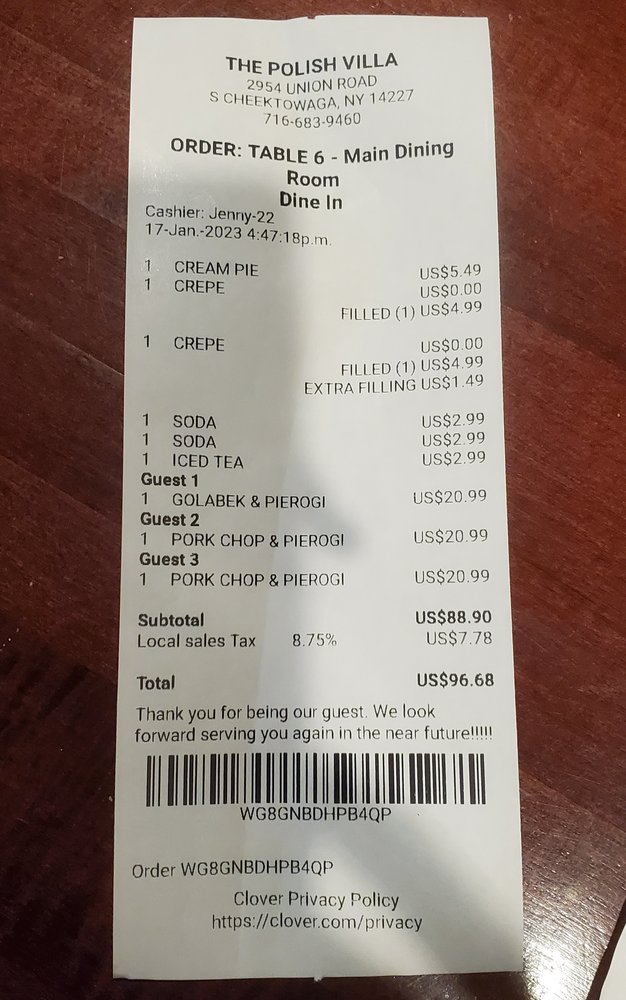 THE POLISH VILLA
2954 UNION ROAD
S CHEEKTOWAGA, NY 14227
716-683-9460
ORDER: TABLE 6 - Main Dining
Room
Dine In
Cashier: Jenny-22
17-Jan.-2023 4:47:18p.m.
1 CREAM PIE US$5.49
1 CREPE US$0.00
FILLED (1) US$4.99
1 CREPE US$0.00
FILLED (1) US$4.99
EXTRA FILLING US$1.49
1 SODA US$2.99
1 SODA US$2.99
1 ICED TEA US$2.99
Guest 1
1 GOLABEK & PIEROGI US$20.99
Guest 2
1 PORK CHOP & PIEROGI US$20.99
Guest 3
1 PORK CHOP & PIEROGI US$20.99
Subtotal US$88.90
Local sales Tax 8.75% US$7.78
Total US$96.68
Thank you for being our guest. We look
forward serving you again in the near future!!!!!
WG8GNBDHPB4QP
Order WG8GNBDHPB4QP
Clover Privacy Policy
https://clover.com/privacy